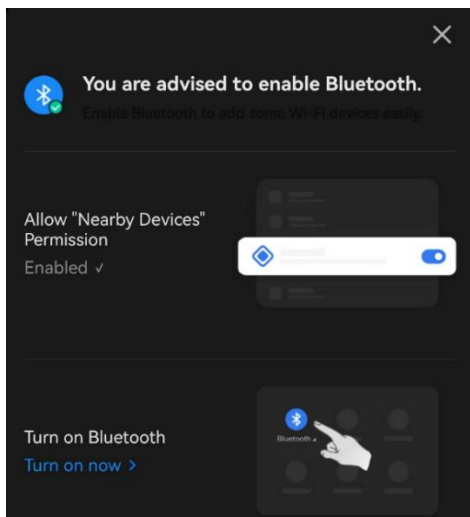 You are advised to enable Bluetooth.
Enable Bluetooth to add some Wi-Fi devices easily.
Allow "Nearby Devices"
Permission
Enabled ✓
Bluetooth
Turn on Bluetooth
Turn on now >